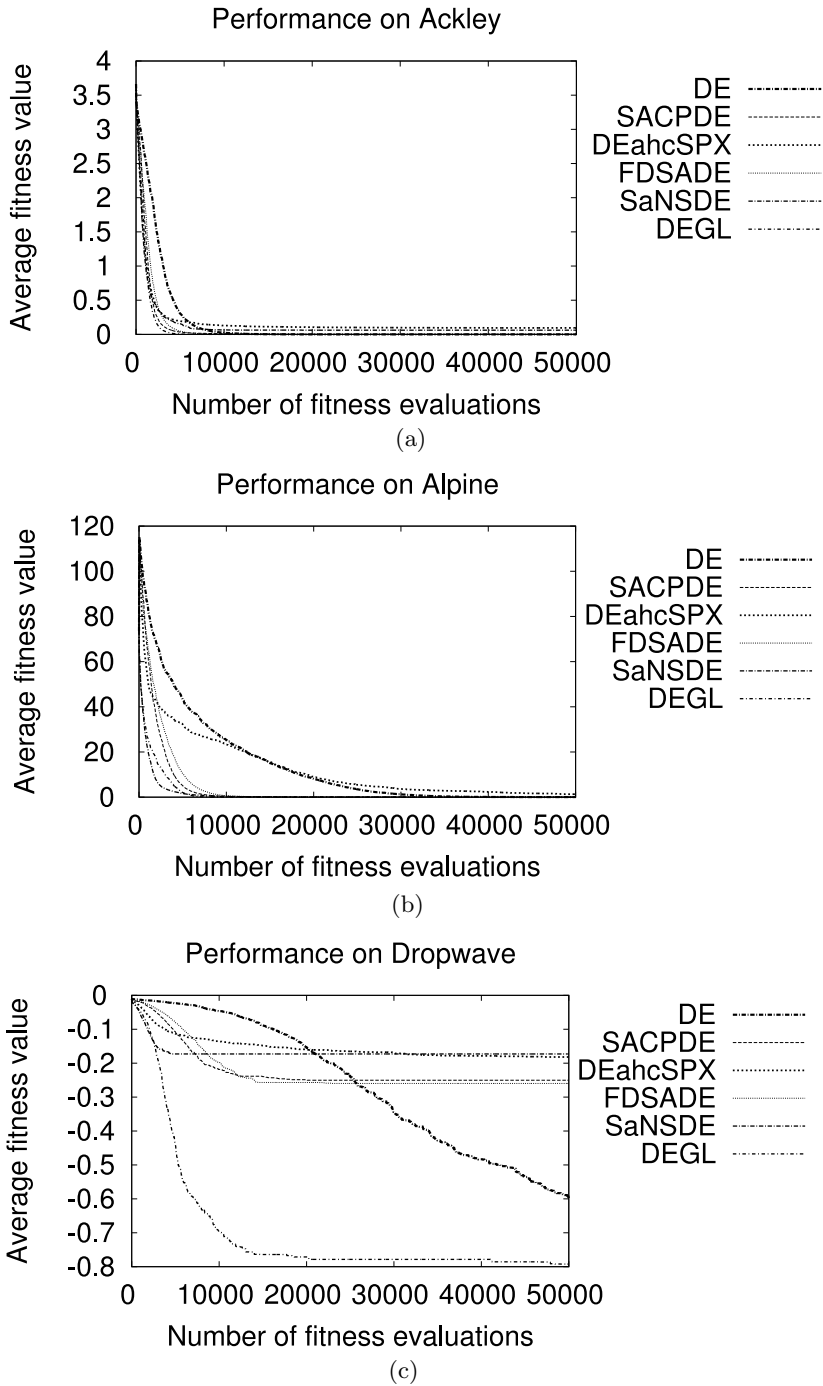 Performance on Ackley
Average fitness value
4
3.5
3
2.5
2
1.5
1
0.5
0
0 10000 20000 30000 40000 50000
Number of fitness evaluations
DE
SACPDE
DEahcSPX
FDSADE
SaNSDE
DEGL
(a)
Performance on Alpine
Average fitness value
120
100
80
60
40
20
0
0 10000 20000 30000 40000 50000
Number of fitness evaluations
DE
SACPDE
DEahcSPX
FDSADE
SaNSDE
DEGL
(b)
Performance on Dropwave
Average fitness value
0
-0.1
-0.2
-0.3
-0.4
-0.5
-0.6
-0.7
-0.8
0 10000 20000 30000 40000 50000
Number of fitness evaluations
DE
SACPDE
DEahcSPX
FDSADE
SaNSDE
DEGL
(c)